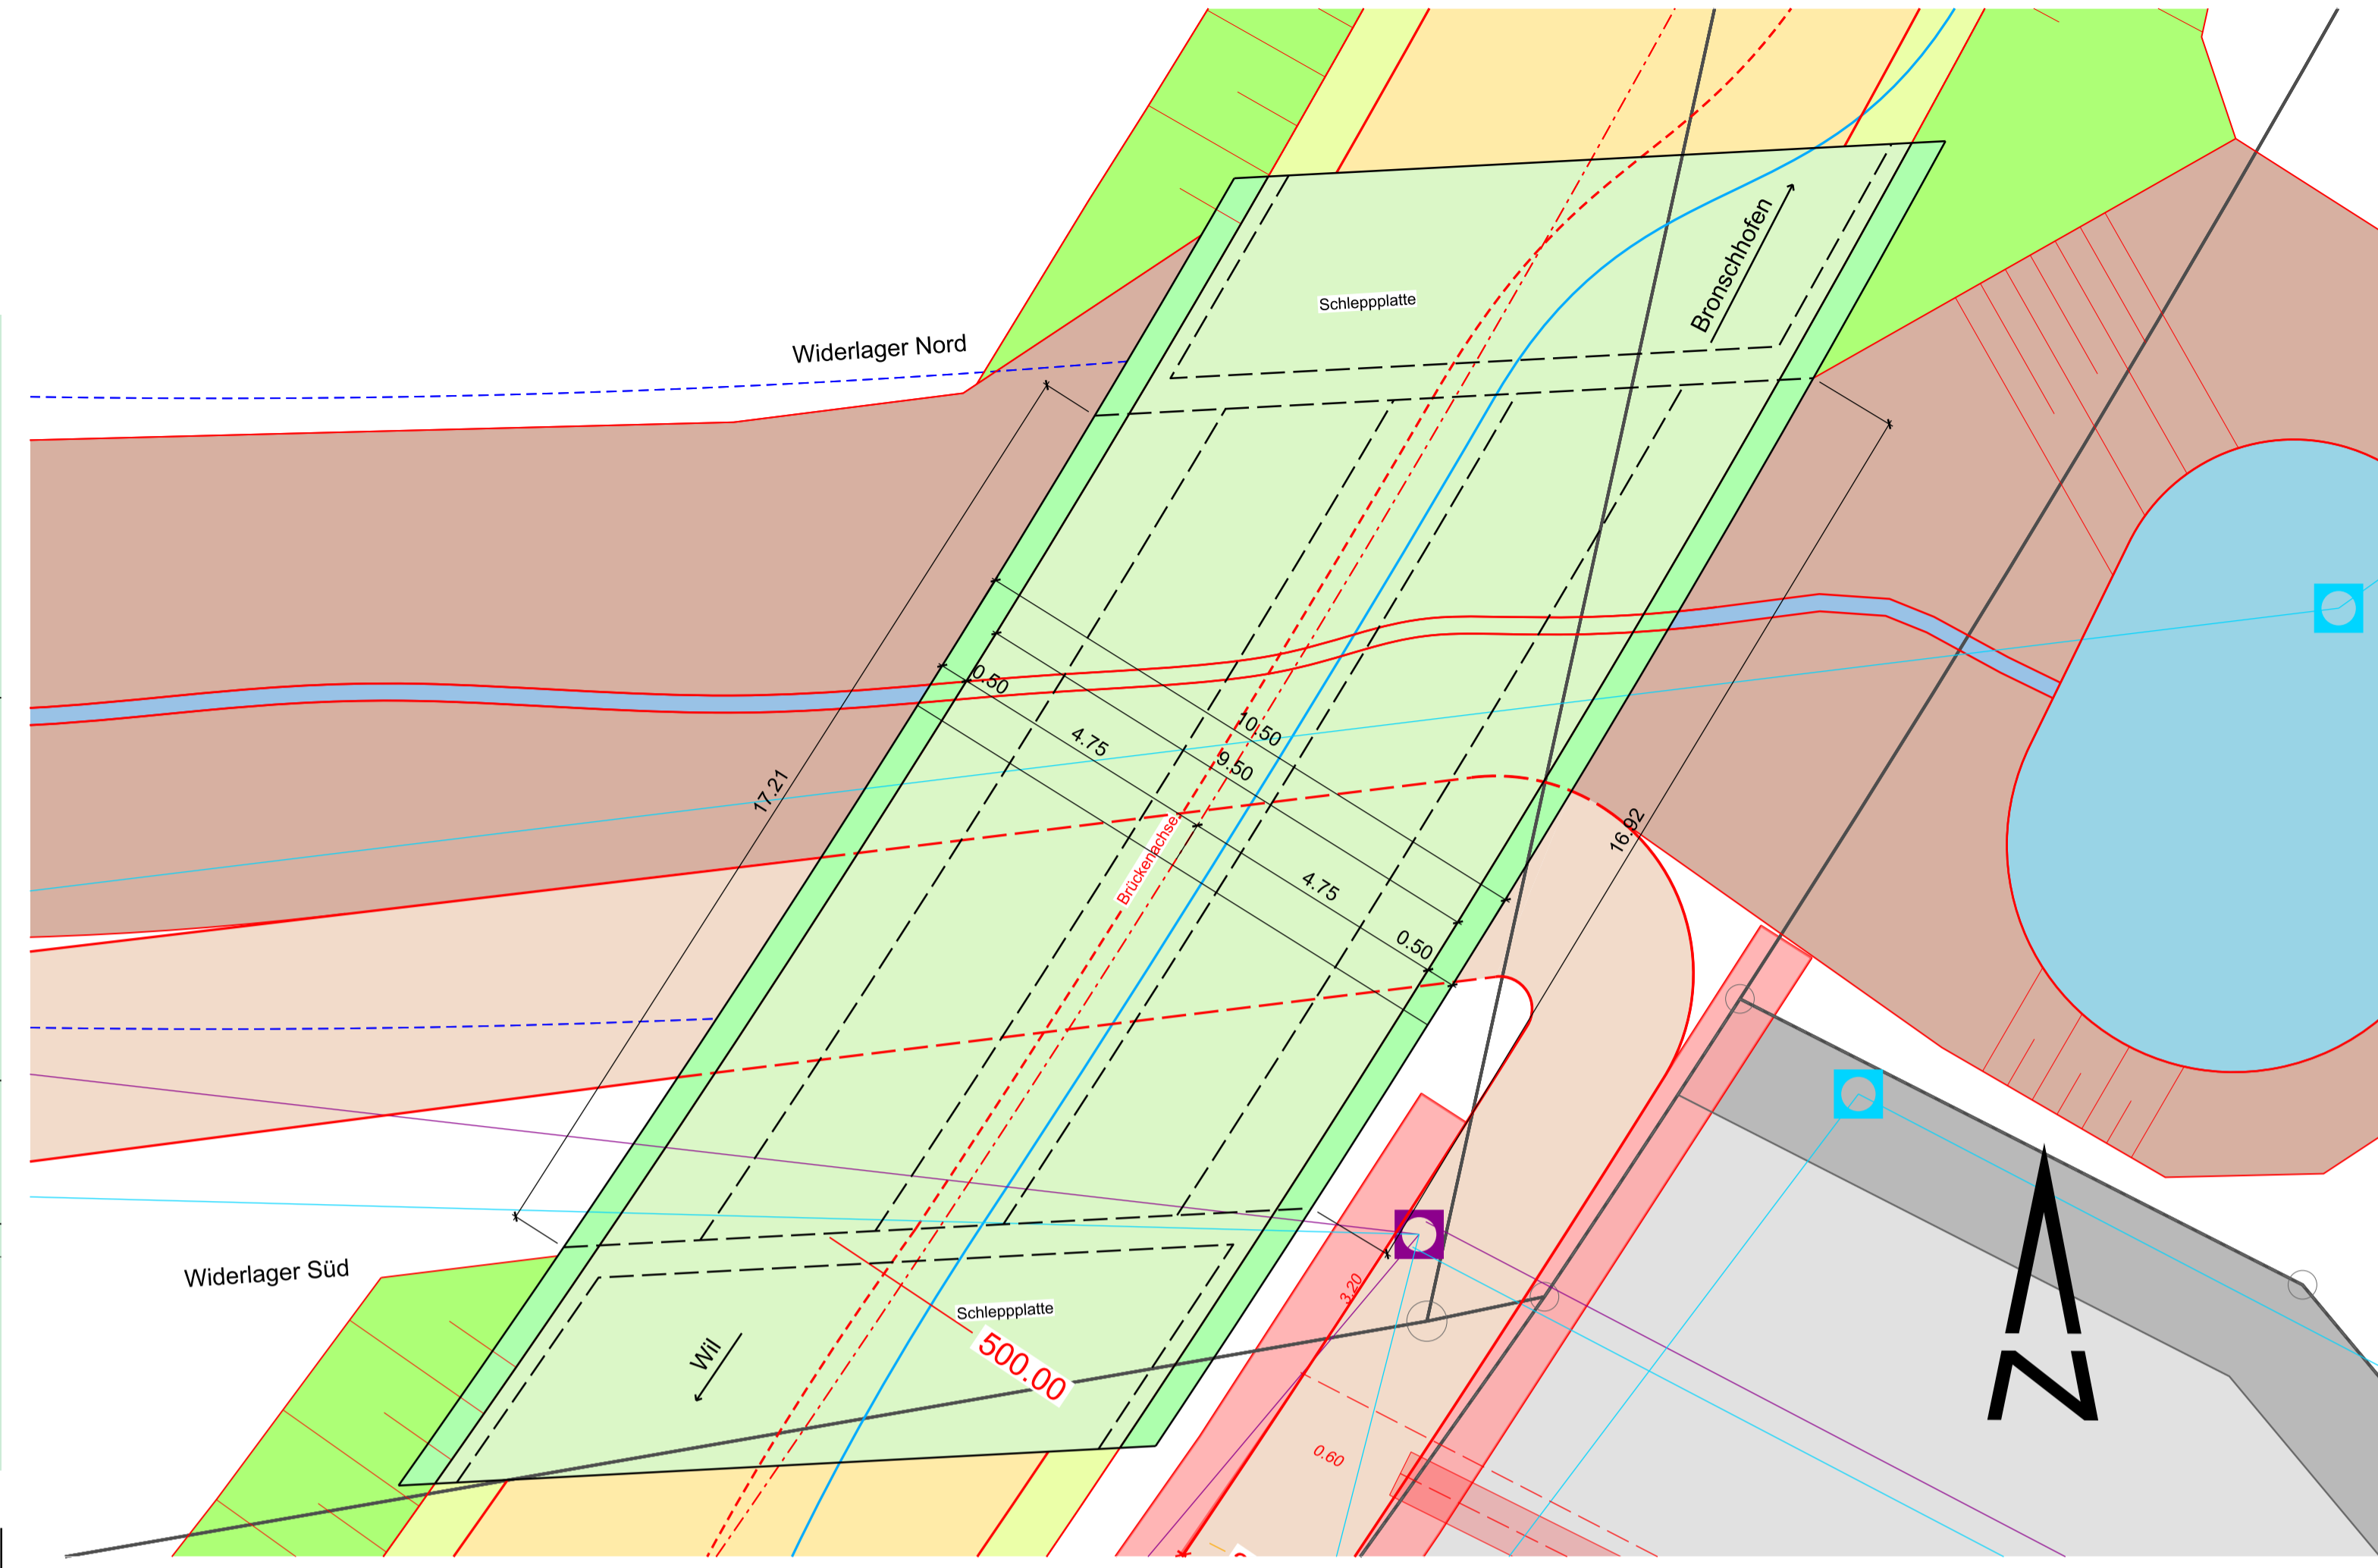 Bronschhofen
Schleppplatte
Widerlager Nord
0.50
10.50
4.75
9.50
17.21
16.92
Brückenachse
4.75
0.50
Widerlager Süd
3.20
Schleppplatte
Wil
500.00
0.60
N